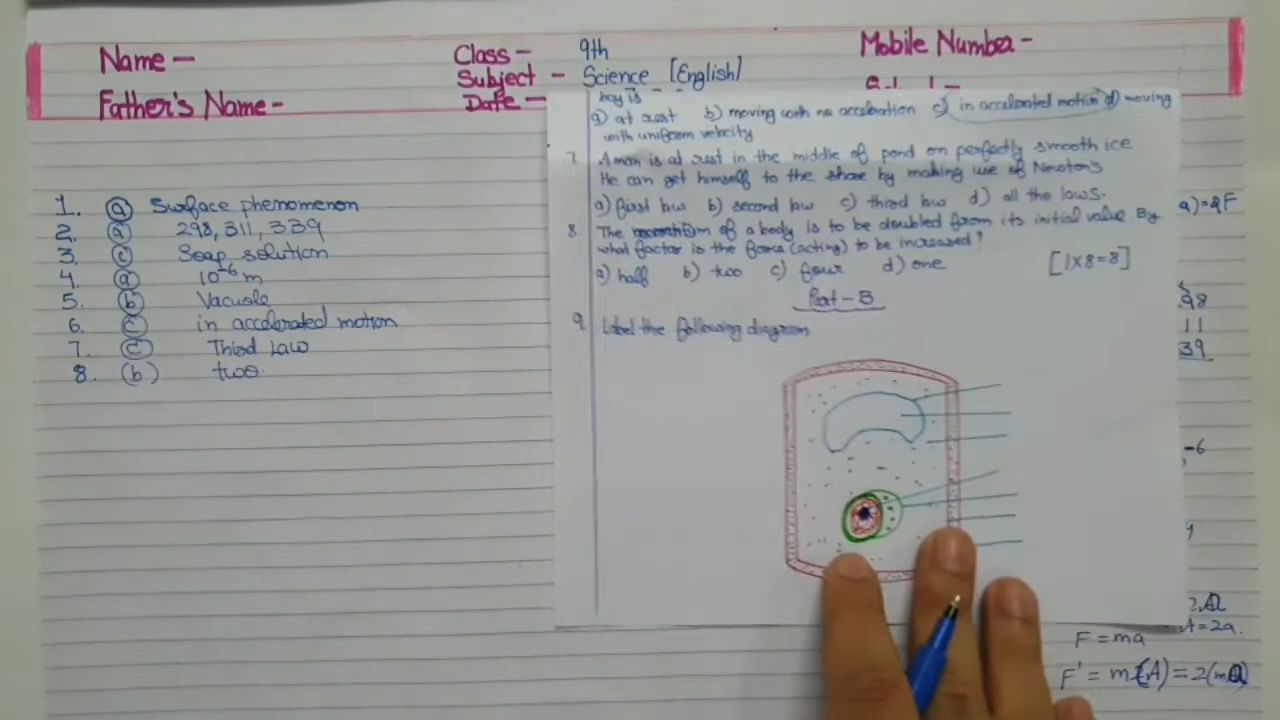 Name -
Class - 9th
Mobile Number -
Subject - Science [English]
Father's Name -
Date -
1. (a) Surface phenomenon
2. (a) 298, 311, 339
3. (c) Soap solution
4. (a) 10⁻⁶ m
5. (b) Vacuole
6. (c) in accelerated motion
7. (c) Third Law
8. (b) two.
boy is
a) at rest b) moving with no acceleration c) in accelerated motion d) moving
with uniform velocity
7. A man is at rest in the middle of pond on perfectly smooth ice
He can get himself to the shore by making use of Newton's
a) first law b) second law c) third law d) all the laws.
8. The of a body is to be doubled from its initial value By
what factor is the force (acting) to be increased?
a) half b) two c) four d) one [1x8=8]
Part - B
9. Label the following diagram
a) = 2F
98
11
39
-6
A = 2a.
F = ma
F' = m(A) = 2(ma)